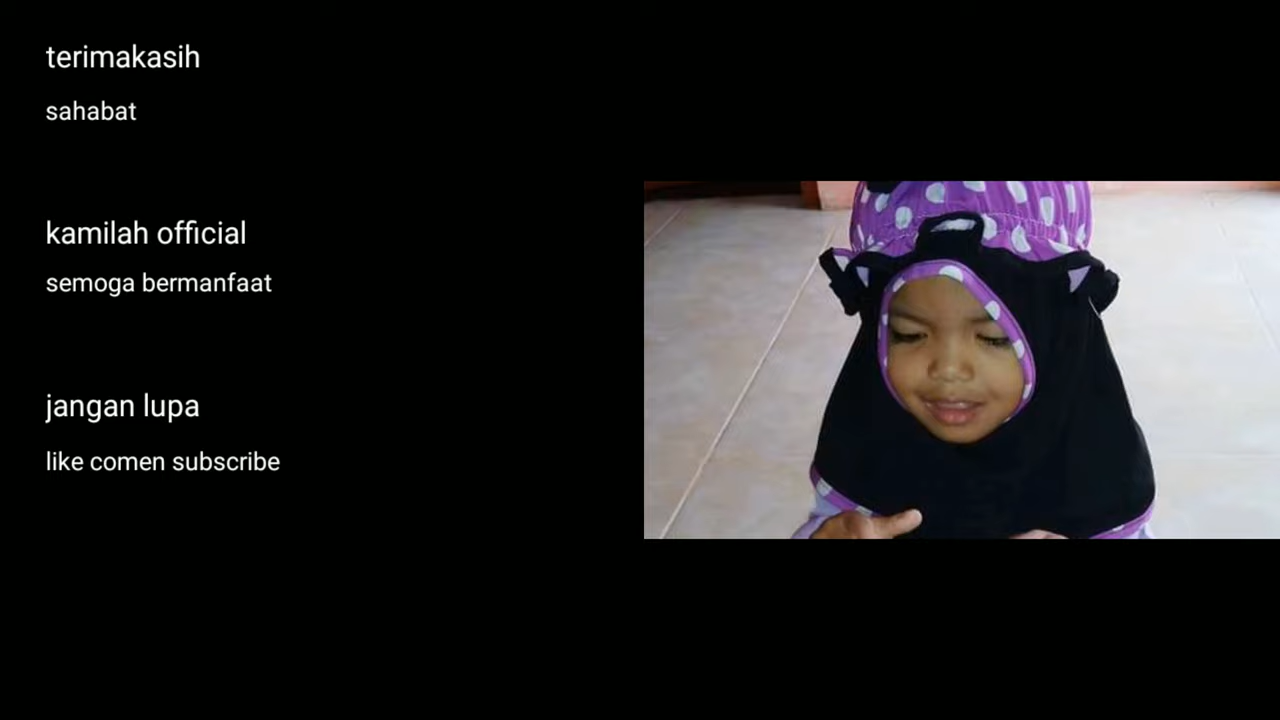 terimakasih
sahabat
kamilah official
semoga bermanfaat
jangan lupa
like comen subscribe